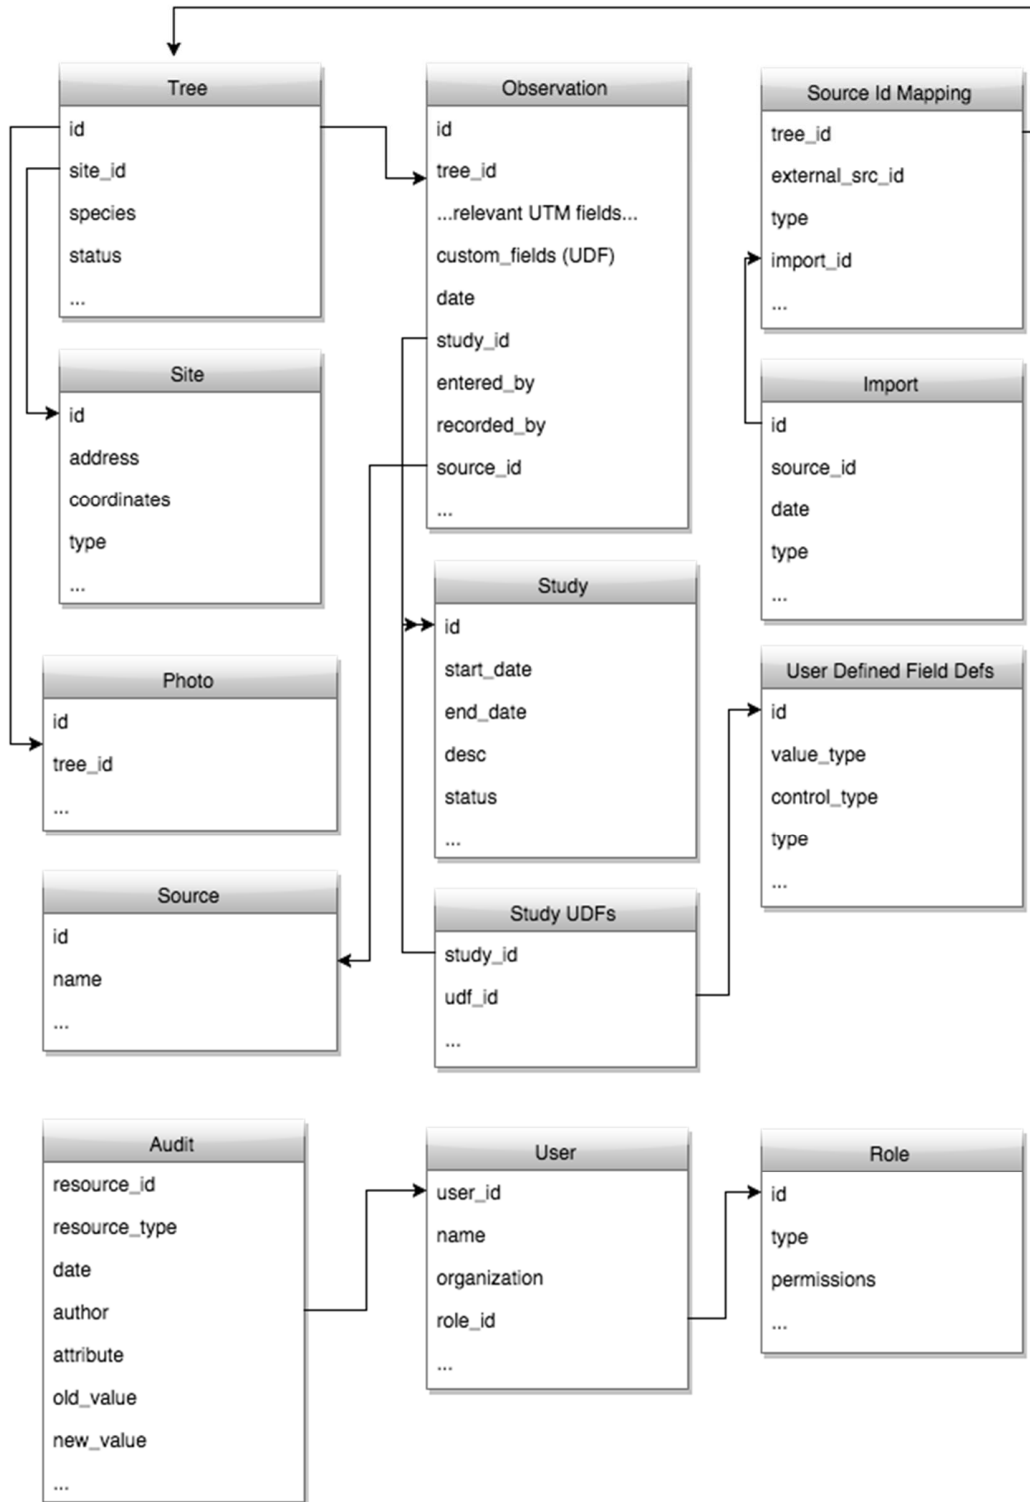 Tree
id
site_id
species
status
...
Observation
id
tree_id
...relevant UTM fields...
custom_fields (UDF)
date
study_id
entered_by
recorded_by
source_id
...
Source Id Mapping
tree_id
external_src_id
type
import_id
...
Site
id
address
coordinates
type
...
Import
id
source_id
date
type
...
Study
id
start_date
end_date
desc
status
...
Photo
id
tree_id
...
User Defined Field Defs
id
value_type
control_type
type
...
Source
id
name
...
Study UDFs
study_id
udf_id
...
Audit
resource_id
resource_type
date
author
attribute
old_value
new_value
...
User
user_id
name
organization
role_id
...
Role
id
type
permissions
...